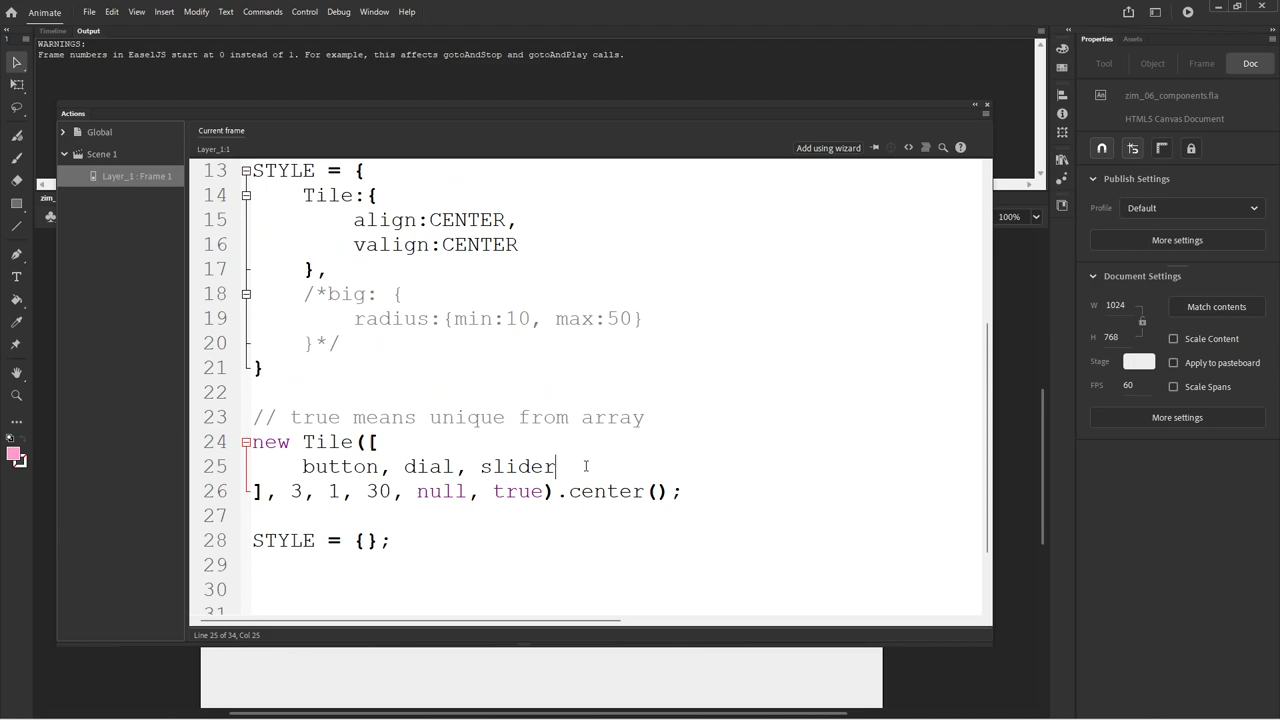 Animate
File Edit View Insert Modify Text Commands Control Debug Window Help
Timeline Output
WARNINGS:
Frame numbers in EaselJS start at 0 instead of 1. For example, this affects gotoAndStop and gotoAndPlay calls.
Actions
Global
Scene 1
Layer_1 : Frame 1
Current frame
Layer_1:1
Add using wizard
13 STYLE = {
14 Tile:{
15 align:CENTER,
16 valign:CENTER
17 },
18 /*big: {
19 radius:{min:10, max:50}
20 }*/
21 }
22
23 // true means unique from array
24 new Tile([
25 button, dial, slider
26 ], 3, 1, 30, null, true).center();
27
28 STYLE = {};
29
30
31
Line 25 of 34, Col 25
100%
Properties Assets
Tool Object Frame Doc
An zim_06_components.fla
HTML5 Canvas Document
Publish Settings
Profile Default
More settings
Document Settings
W 1024 Match contents
H 768 Scale Content
Stage Apply to pasteboard
FPS 60 Scale Spans
More settings